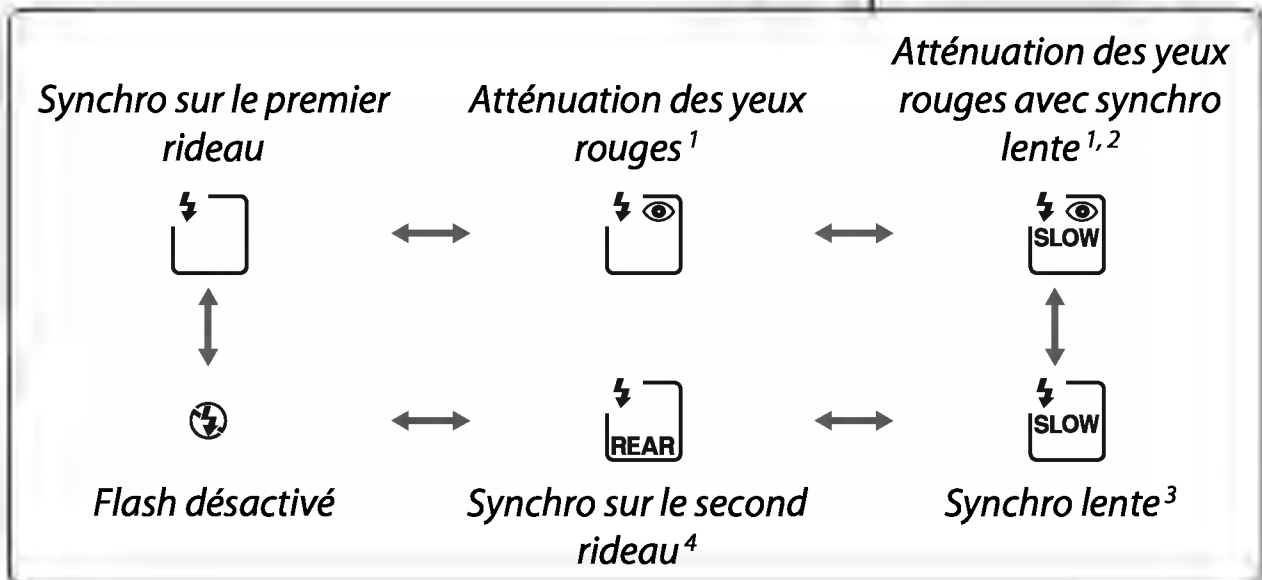 Synchro sur le premier
rideau
Atténuation des yeux
rouges 1
Atténuation des yeux
rouges avec synchro
lente 1, 2
SLOW
REAR
SLOW
Flash désactivé
Synchro sur le second
rideau 4
Synchro lente 3